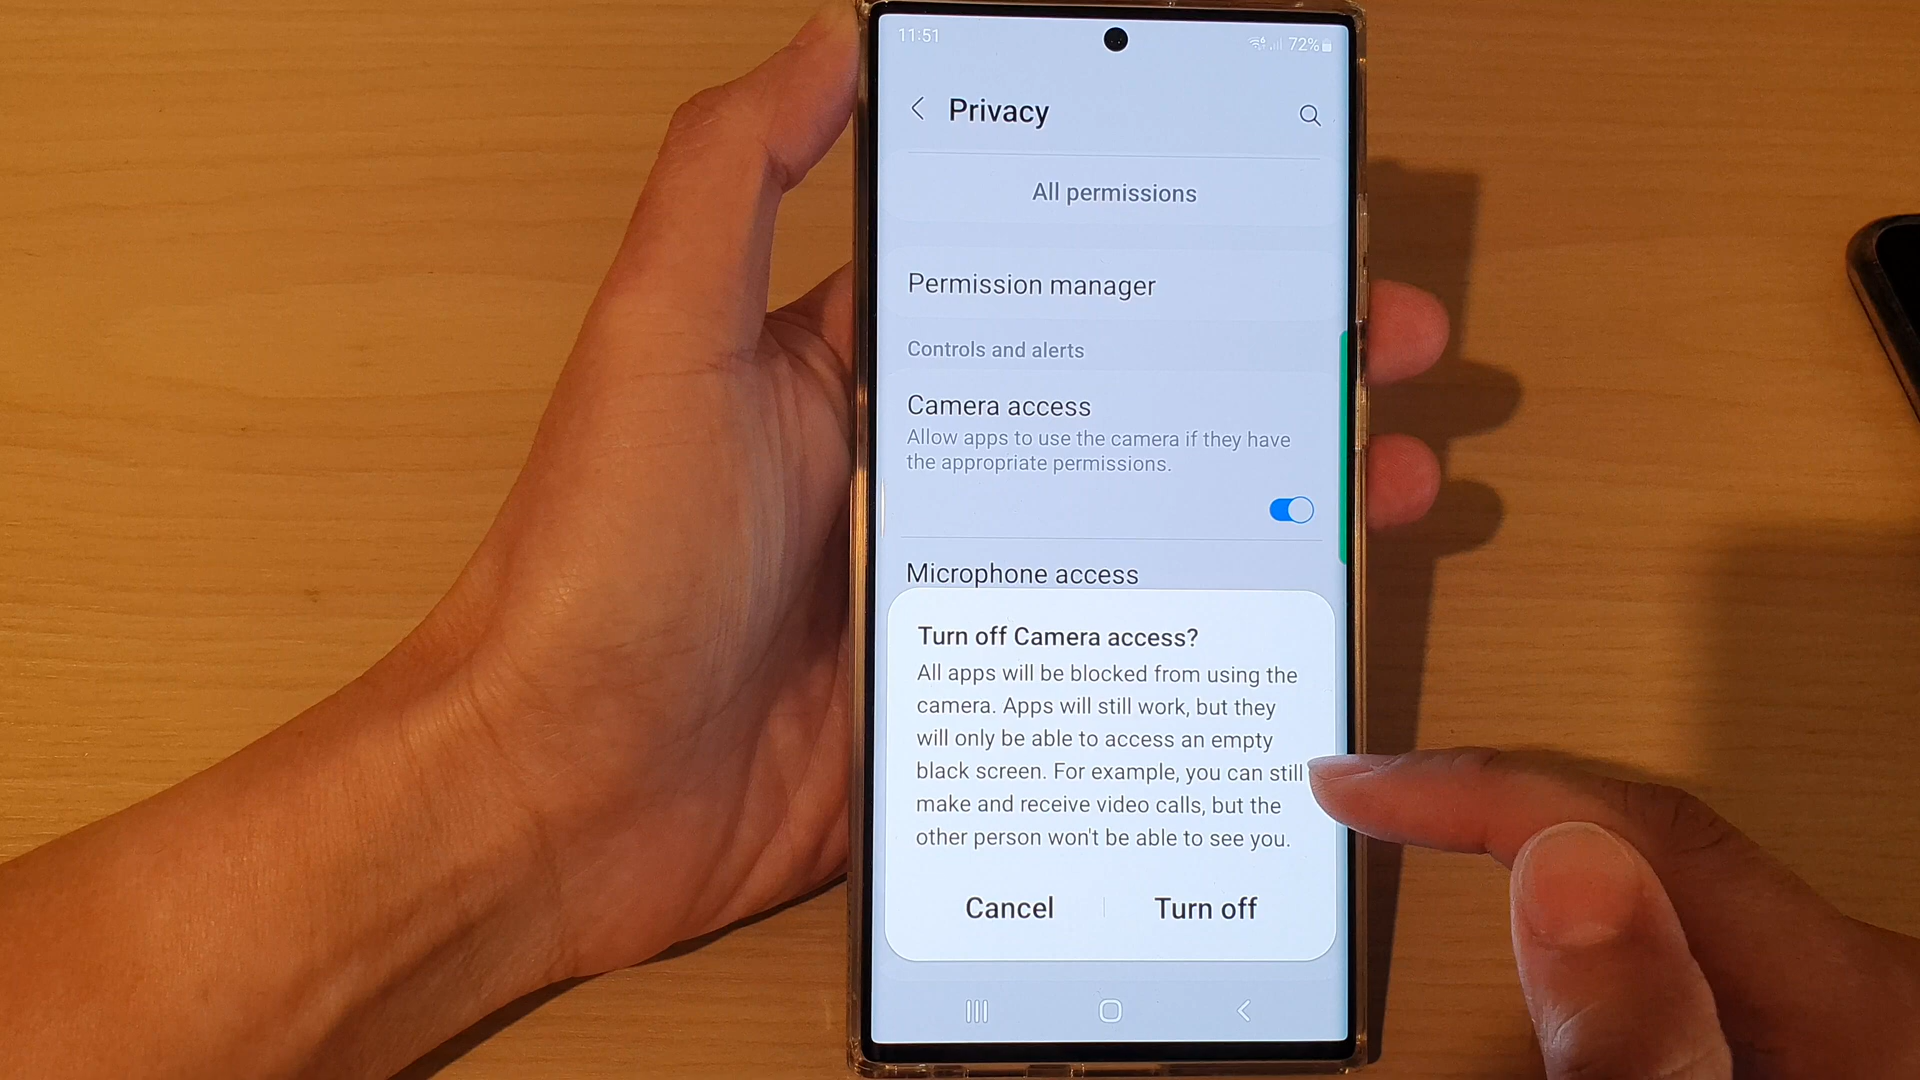 11:51
72%
Privacy
All permissions
Permission manager
Controls and alerts
Camera access
Allow apps to use the camera if they have
the appropriate permissions.
Microphone access
Turn off Camera access?
All apps will be blocked from using the
camera. Apps will still work, but they
will only be able to access an empty
black screen. For example, you can still
make and receive video calls, but the
other person won't be able to see you.
Cancel
Turn off